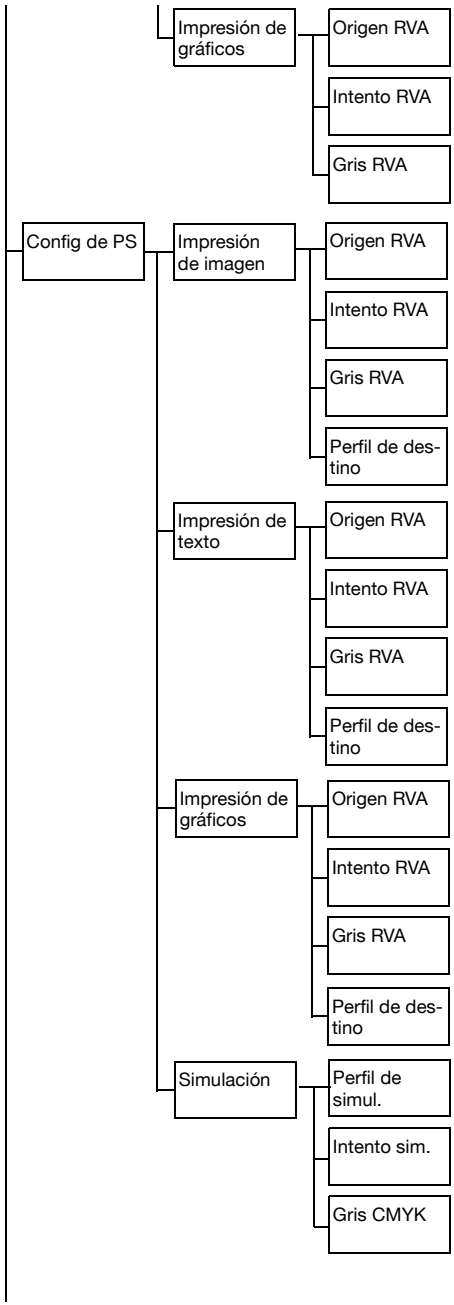 Impresión de
gráficos
Origen RVA
Intento RVA
Gris RVA
Config de PS
Impresión
de imagen
Origen RVA
Intento RVA
Gris RVA
Perfil de des-
tino
Impresión de
texto
Origen RVA
Intento RVA
Gris RVA
Perfil de des-
tino
Impresión de
gráficos
Origen RVA
Intento RVA
Gris RVA
Perfil de des-
tino
Simulación
Perfil de
simul.
Intento sim.
Gris CMYK